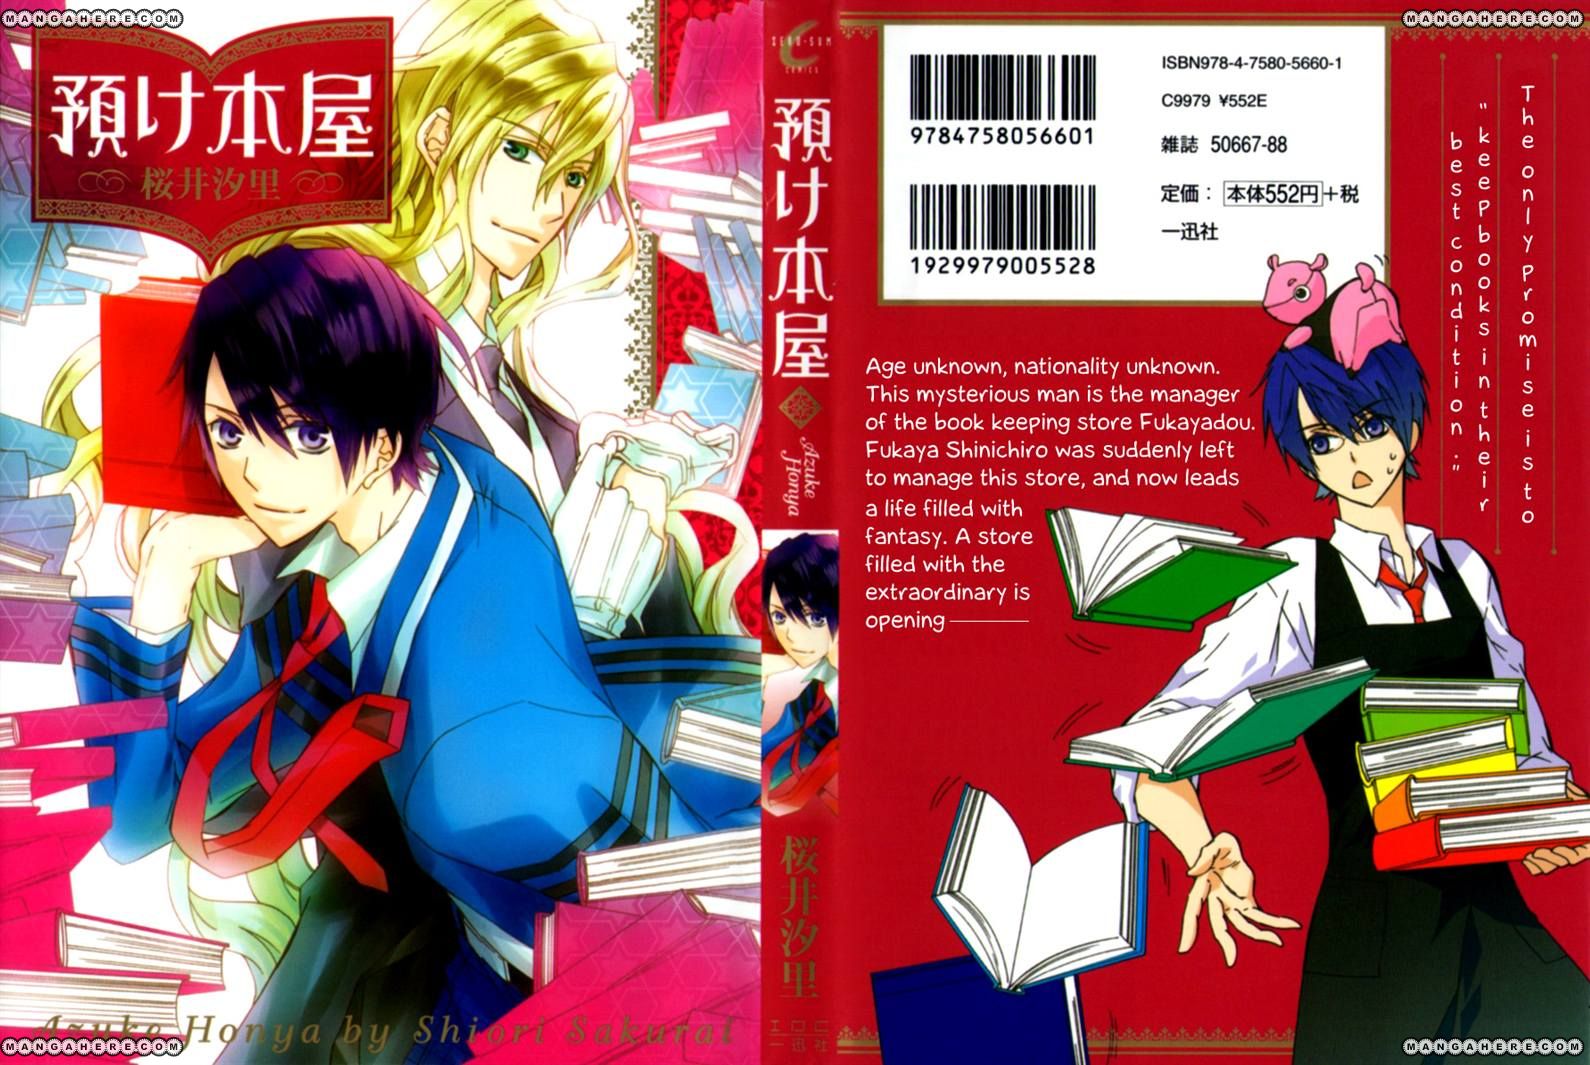 MANGAHERE.COM
預け本屋
桜井汐里
Azuke Honya by Shiori Sakurai
MANGAHERE.COM
ZERO-SUM
COMICS
預け本屋
Azuke
Honya
桜井汐里
一迅社
MANGAHERE.COM
9784758056601
1929979005528
ISBN978-4-7580-5660-1
C9979 ¥552E
雑誌 50667-88
定価：本体552円+税
一迅社
The only promise is to
"keep books in their
best condition."
Age unknown, nationality unknown.
This mysterious man is the manager
of the book keeping store Fukayadou.
Fukaya Shinichiro was suddenly left
to manage this store, and now leads
a life filled with
fantasy. A store
filled with the
extraordinary is
opening
MANGAHERE.COM